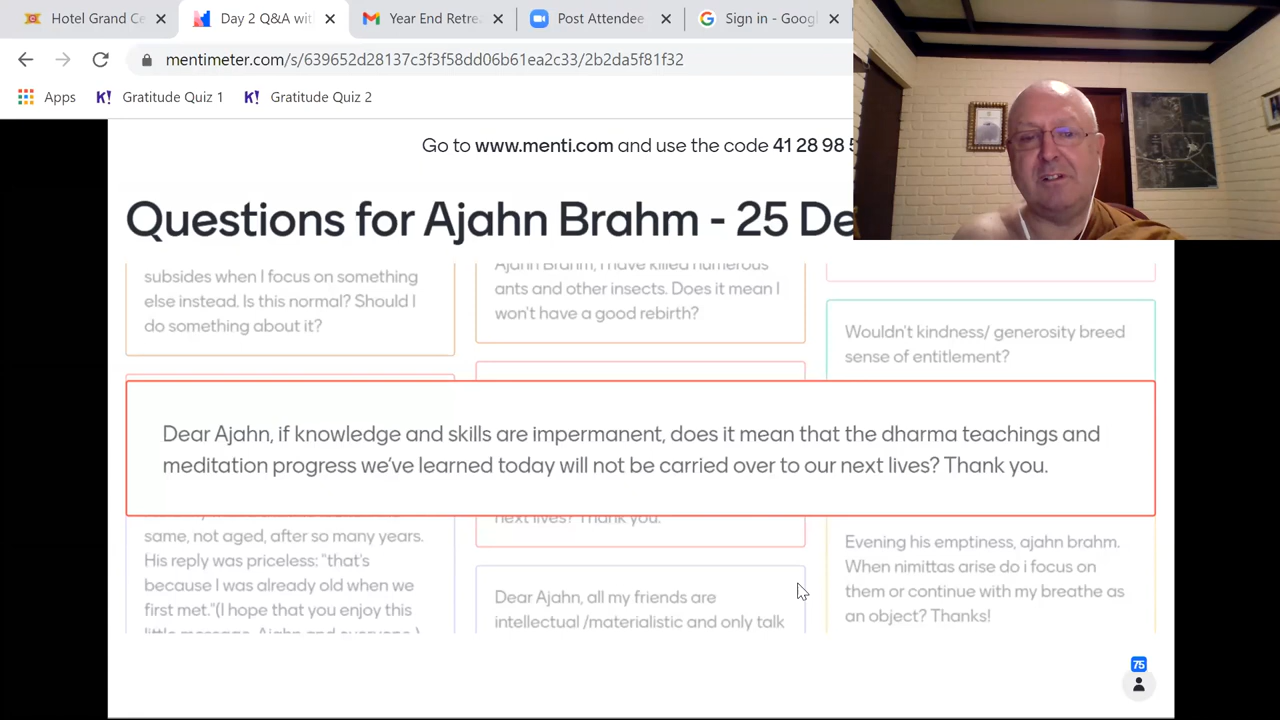 Hotel Grand Ce
Day 2 Q&A wit
Year End Retre
Post Attendee
Sign in - Goog
mentimeter.com/s/639652d28137c3f3f58dd06b61ea2c33/2b2da5f81f32
Apps
K! Gratitude Quiz 1
K! Gratitude Quiz 2
Go to www.menti.com and use the code 41 28 98 5
Questions for Ajahn Brahm - 25 De
subsides when I focus on something
else instead. Is this normal? Should I
do something about it?
Ajahn Brahm, I have killed numerous
ants and other insects. Does it mean I
won't have a good rebirth?
Wouldn't kindness/ generosity breed
sense of entitlement?
Dear Ajahn, if knowledge and skills are impermanent, does it mean that the dharma teachings and
meditation progress we've learned today will not be carried over to our next lives? Thank you.
same, not aged, after so many years.
His reply was priceless: "that's
because I was already old when we
first met."(I hope that you enjoy this
little message, Ajahn and everyone.)
next lives? Thank you.
Dear Ajahn, all my friends are
intellectual /materialistic and only talk
Evening his emptiness, ajahn brahm.
When nimittas arise do i focus on
them or continue with my breathe as
an object? Thanks!
75